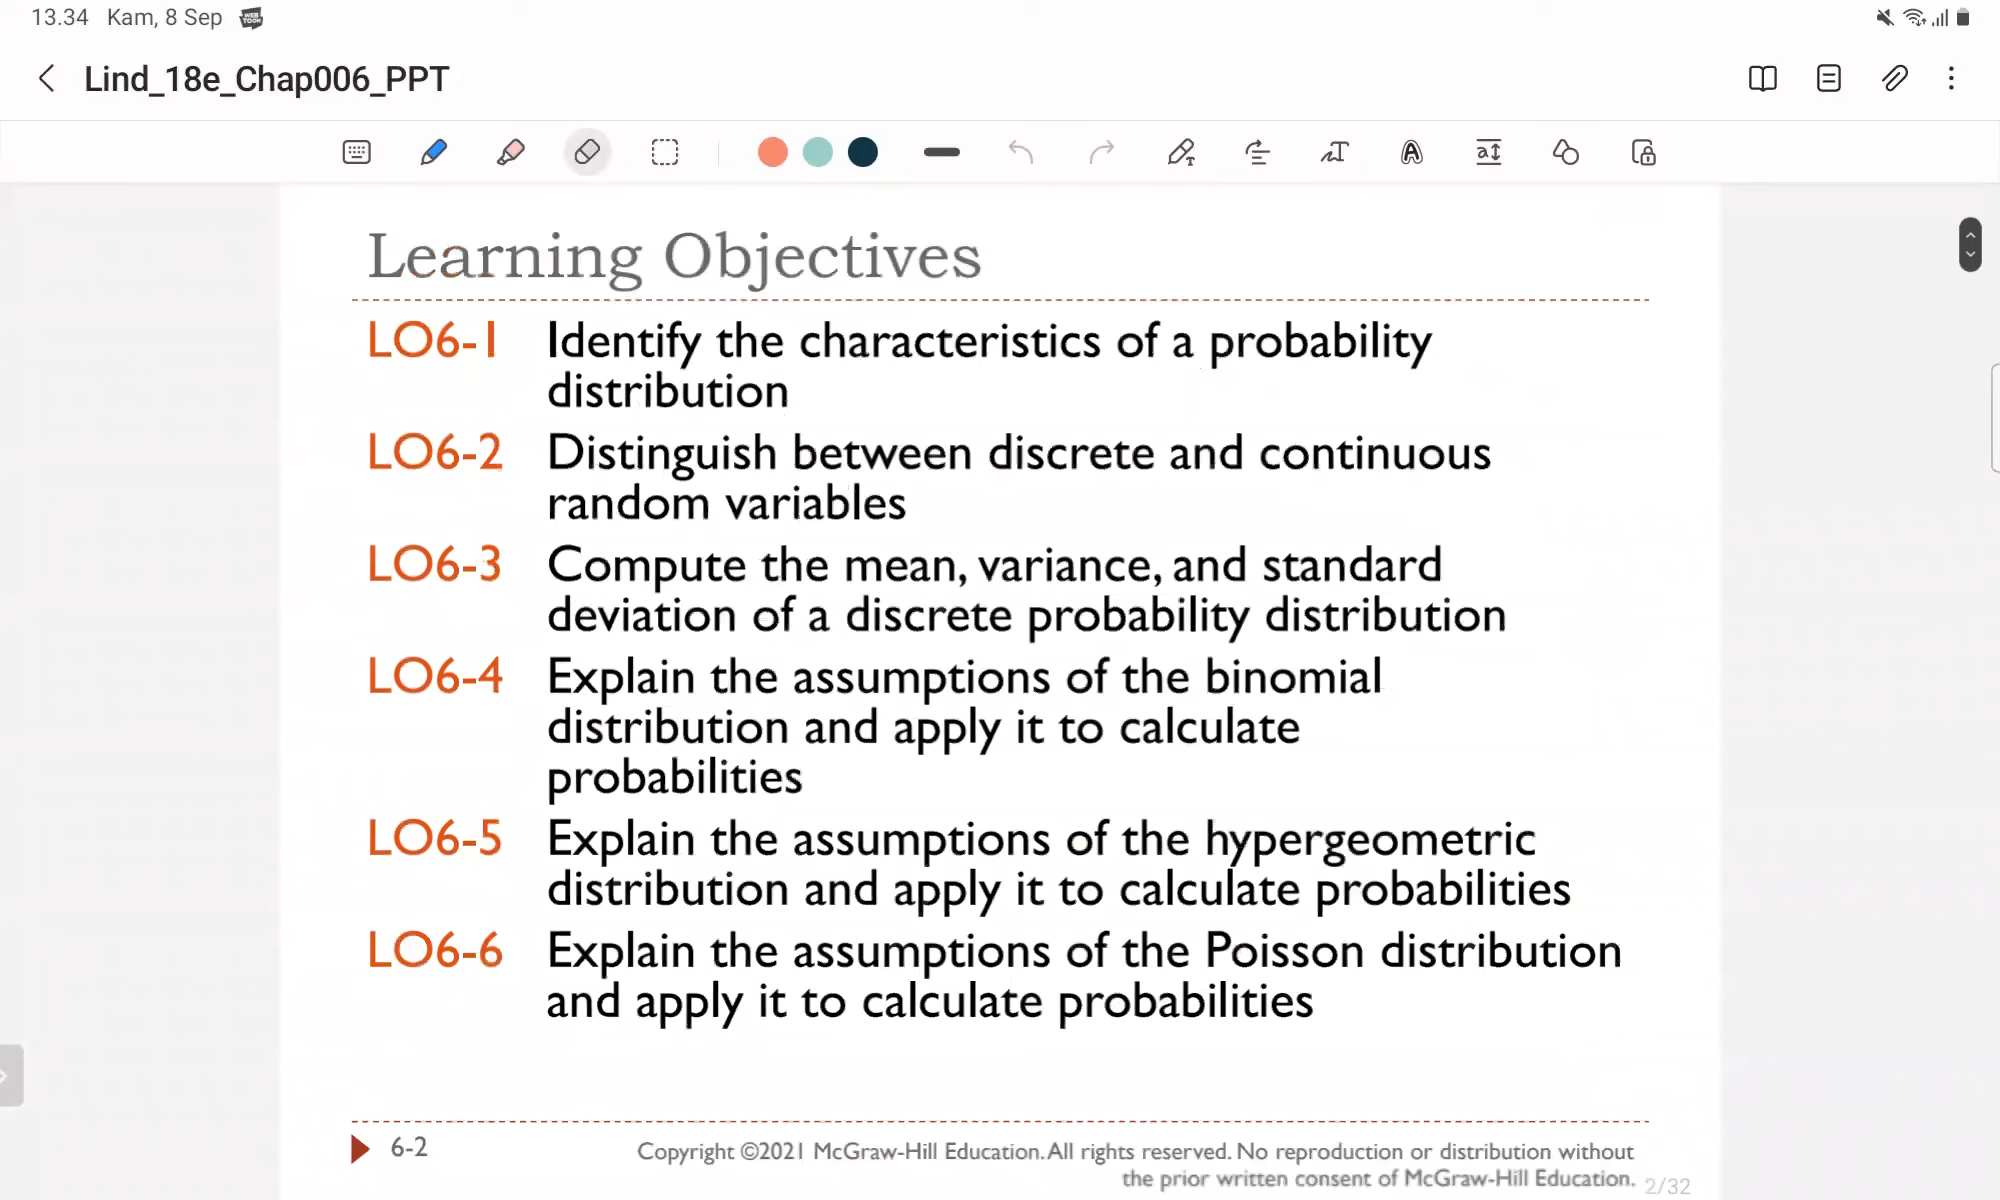 13.34 Kam, 8 Sep
Lind_18e_Chap006_PPT
Learning Objectives
LO6-1 Identify the characteristics of a probability
distribution
LO6-2 Distinguish between discrete and continuous
random variables
LO6-3 Compute the mean, variance, and standard
deviation of a discrete probability distribution
LO6-4 Explain the assumptions of the binomial
distribution and apply it to calculate
probabilities
LO6-5 Explain the assumptions of the hypergeometric
distribution and apply it to calculate probabilities
LO6-6 Explain the assumptions of the Poisson distribution
and apply it to calculate probabilities
6-2 Copyright ©2021 McGraw-Hill Education. All rights reserved. No reproduction or distribution without
the prior written consent of McGraw-Hill Education.
2/32